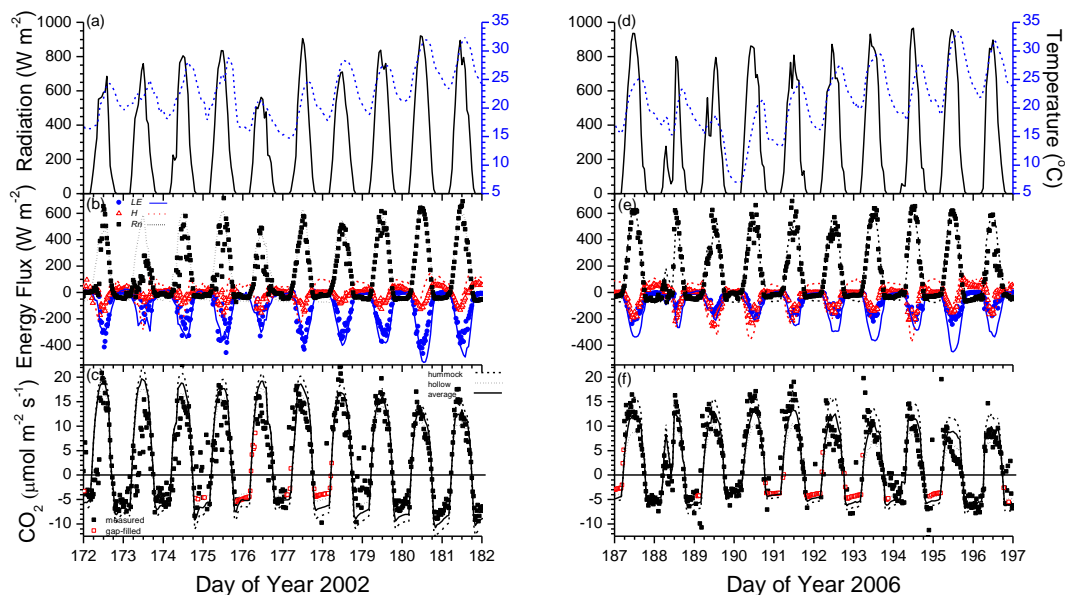 (a)
1000
800
600
400
200
0
Radiation (W m-2)
35
30
25
20
15
10
5
(d)
1000
800
600
400
200
0
35
30
25
20
15
10
5
Temperature (oC)
(b)
LE
H
Rn
600
400
200
0
-200
-400
Energy Flux (W m-2)
(e)
600
400
200
0
-200
-400
(c)
hummock
hollow
average
20
15
10
5
0
-5
-10
CO2 (μmol m-2 s-1)
measured
gap-filled
172 173 174 175 176 177 178 179 180 181 182
Day of Year 2002
(f)
20
15
10
5
0
-5
-10
187 188 189 190 191 192 193 194 195 196 197
Day of Year 2006